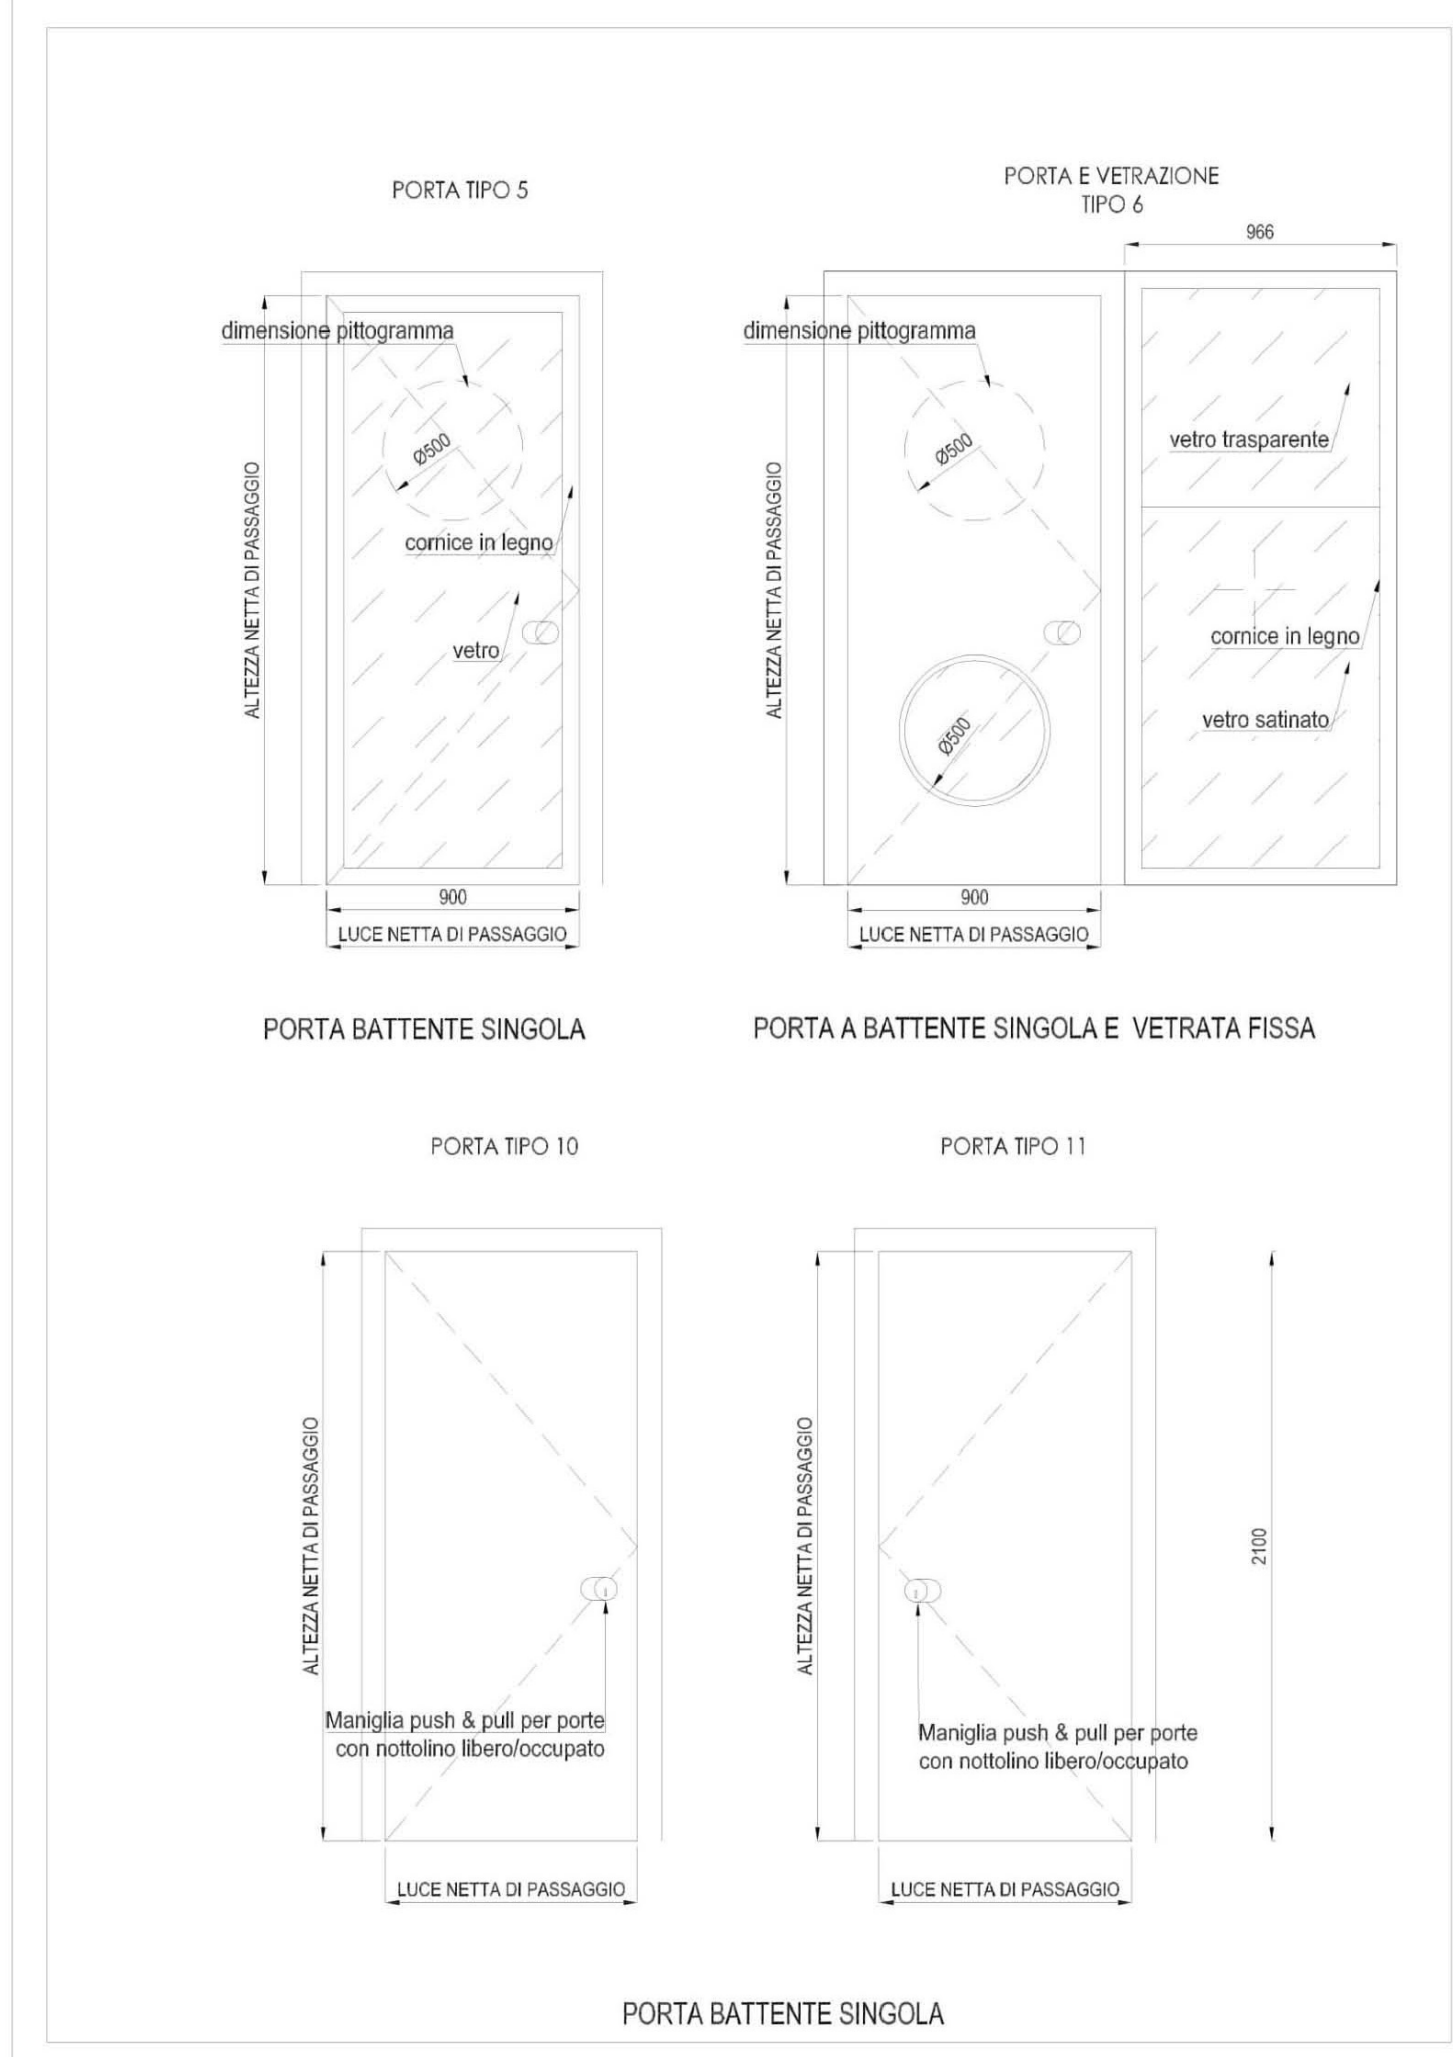 PORTA TIPO 5
PORTA E VETRAZIONE
TIPO 6
966
dimensione pittogramma
Ø500
ALTEZZA NETTA DI PASSAGGIO
cornice in legno
vetro
900
LUCE NETTA DI PASSAGGIO
dimensione pittogramma
Ø500
ALTEZZA NETTA DI PASSAGGIO
Ø500
vetro trasparente
cornice in legno
vetro satinato
900
LUCE NETTA DI PASSAGGIO
PORTA BATTENTE SINGOLA
PORTA A BATTENTE SINGOLA E VETRATA FISSA
PORTA TIPO 10
PORTA TIPO 11
ALTEZZA NETTA DI PASSAGGIO
Maniglia push & pull per porte
con nottolino libero/occupato
LUCE NETTA DI PASSAGGIO
ALTEZZA NETTA DI PASSAGGIO
Maniglia push & pull per porte
con nottolino libero/occupato
2100
LUCE NETTA DI PASSAGGIO
PORTA BATTENTE SINGOLA